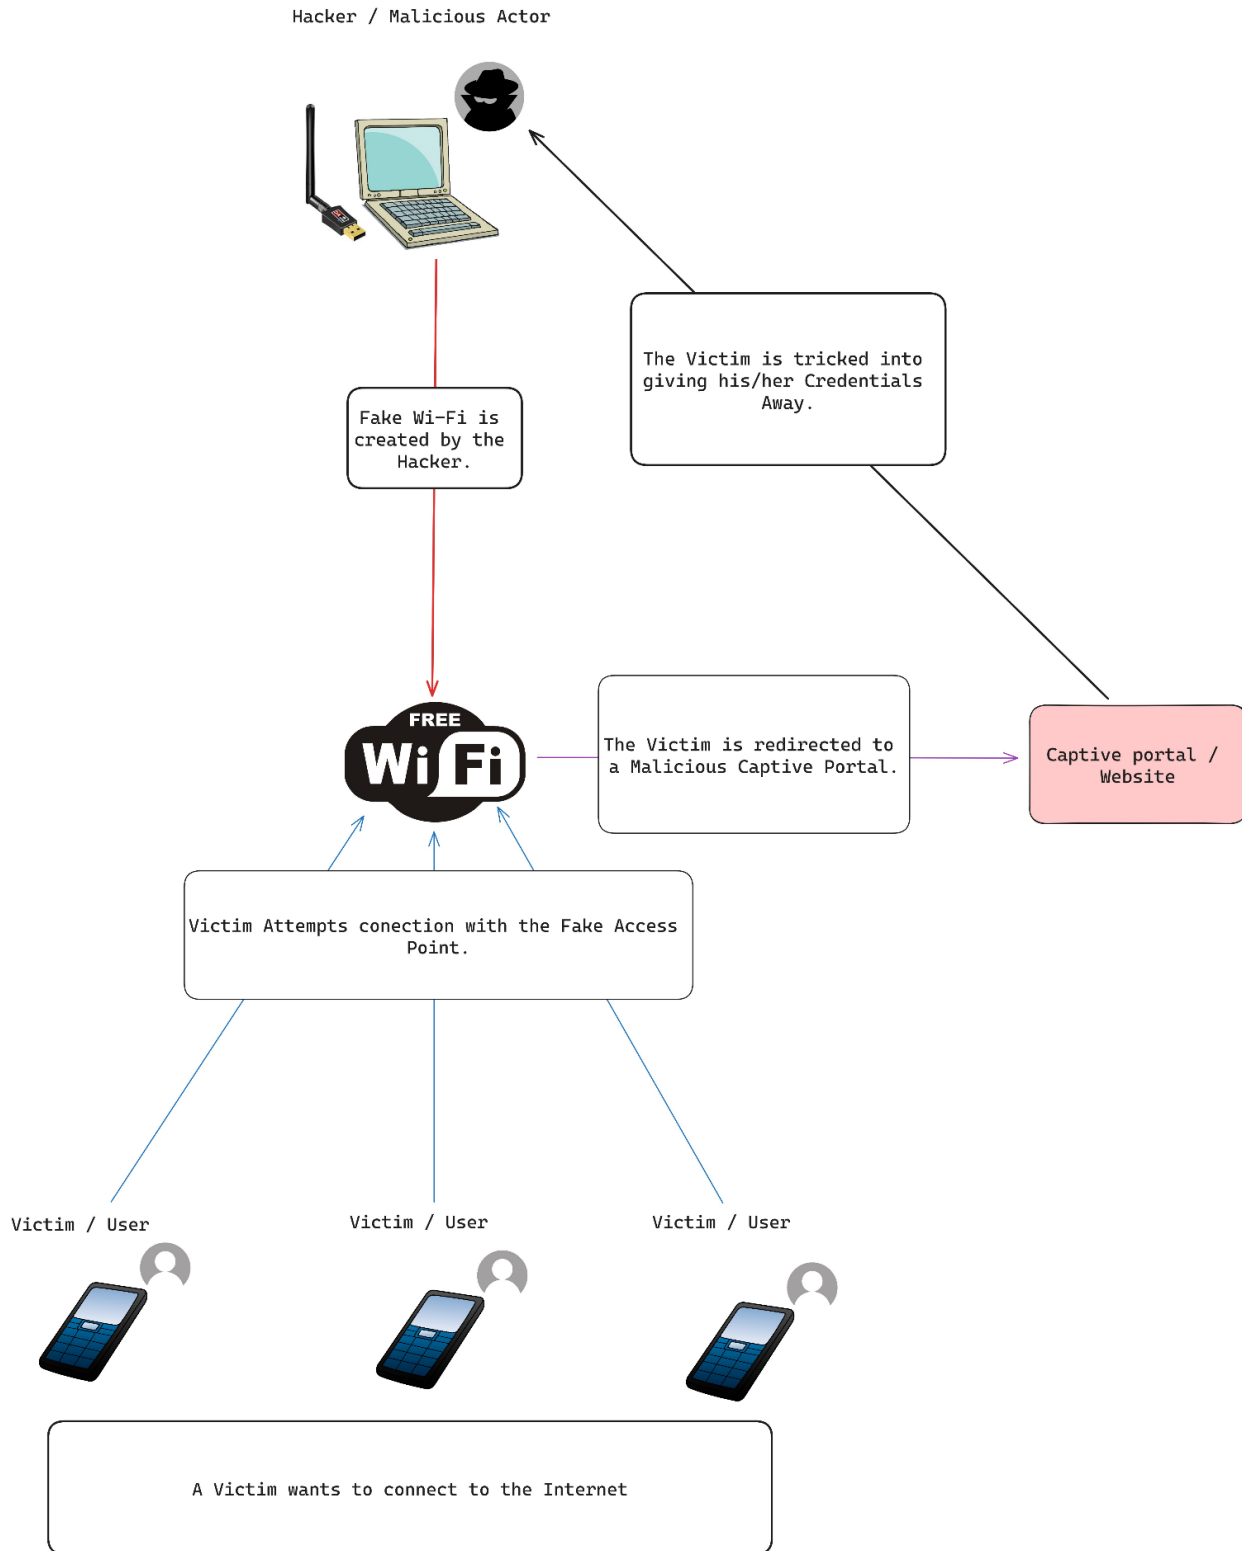 Hacker / Malicious Actor
The Victim is tricked into
giving his/her Credentials
Away.
Fake Wi-Fi is
created by the
Hacker.
FREE
Wi Fi
The Victim is redirected to
a Malicious Captive Portal.
Captive portal /
Website
Victim Attempts conection with the Fake Access
Point.
Victim / User
Victim / User
Victim / User
A Victim wants to connect to the Internet